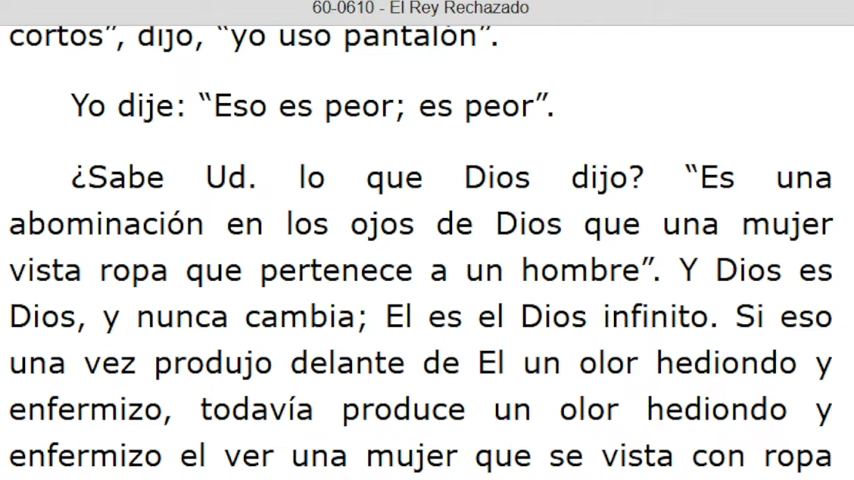 60-0610 - El Rey Rechazado
cortos”, dijo, “yo uso pantalón”.
Yo dije: “Eso es peor; es peor”.
¿Sabe Ud. lo que Dios dijo? “Es una
abominación en los ojos de Dios que una mujer
vista ropa que pertenece a un hombre”. Y Dios es
Dios, y nunca cambia; El es el Dios infinito. Si eso
una vez produjo delante de El un olor hediondo y
enfermizo, todavía produce un olor hediondo y
enfermizo el ver una mujer que se vista con ropa